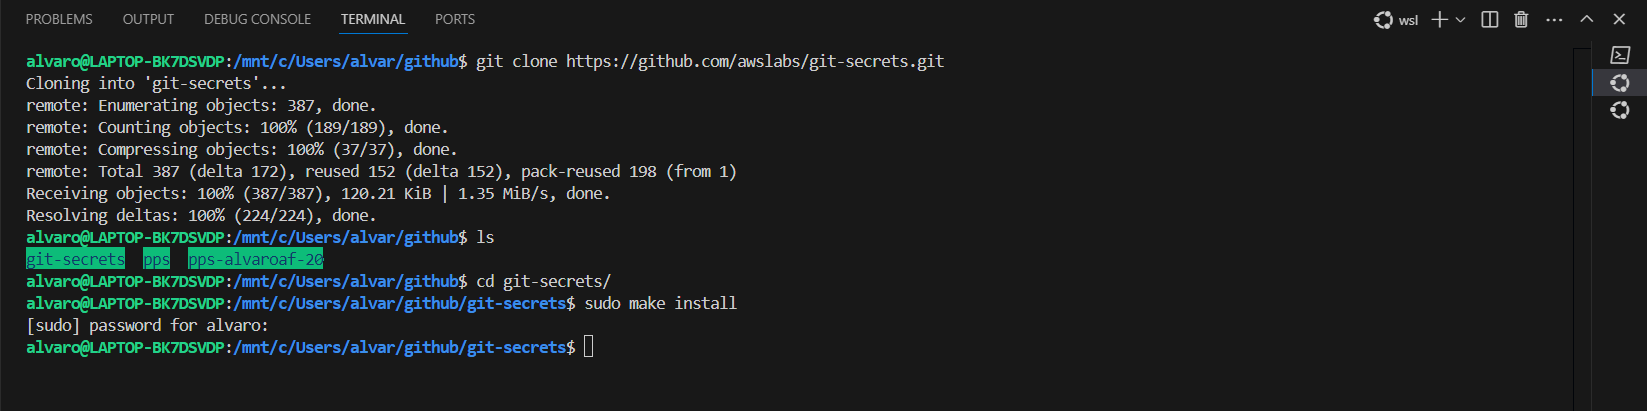 PROBLEMS OUTPUT DEBUG CONSOLE TERMINAL PORTS wsl
alvaro@LAPTOP-BK7DSVDP:/mnt/c/Users/alvar/github$ git clone https://github.com/awslabs/git-secrets.git
Cloning into 'git-secrets'...
remote: Enumerating objects: 387, done.
remote: Counting objects: 100% (189/189), done.
remote: Compressing objects: 100% (37/37), done.
remote: Total 387 (delta 172), reused 152 (delta 152), pack-reused 198 (from 1)
Receiving objects: 100% (387/387), 120.21 KiB | 1.35 MiB/s, done.
Resolving deltas: 100% (224/224), done.
alvaro@LAPTOP-BK7DSVDP:/mnt/c/Users/alvar/github$ ls
git-secrets pps pps-alvaroaf-20
alvaro@LAPTOP-BK7DSVDP:/mnt/c/Users/alvar/github$ cd git-secrets/
alvaro@LAPTOP-BK7DSVDP:/mnt/c/Users/alvar/github/git-secrets$ sudo make install
[sudo] password for alvaro:
alvaro@LAPTOP-BK7DSVDP:/mnt/c/Users/alvar/github/git-secrets$